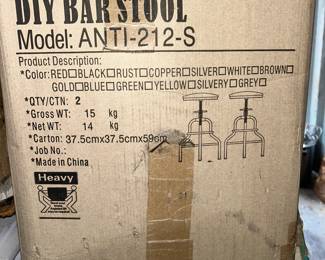 DIY BAR STOOL
Model: ANTI-212-S
Product Description:
*Color:RED□BLACK□RUST□COPPER□SILVER□WHITE□BROWN□
GOLD□BLUE□GREEN□YELLOW□SILVERY□GREY□
*QTY/CTN: 2
*Gross WT: 15 kg
*Net WT: 14 kg
*Carton: 37.5cmx37.5cmx59cm
*Job No.:
*Made in China
Heavy